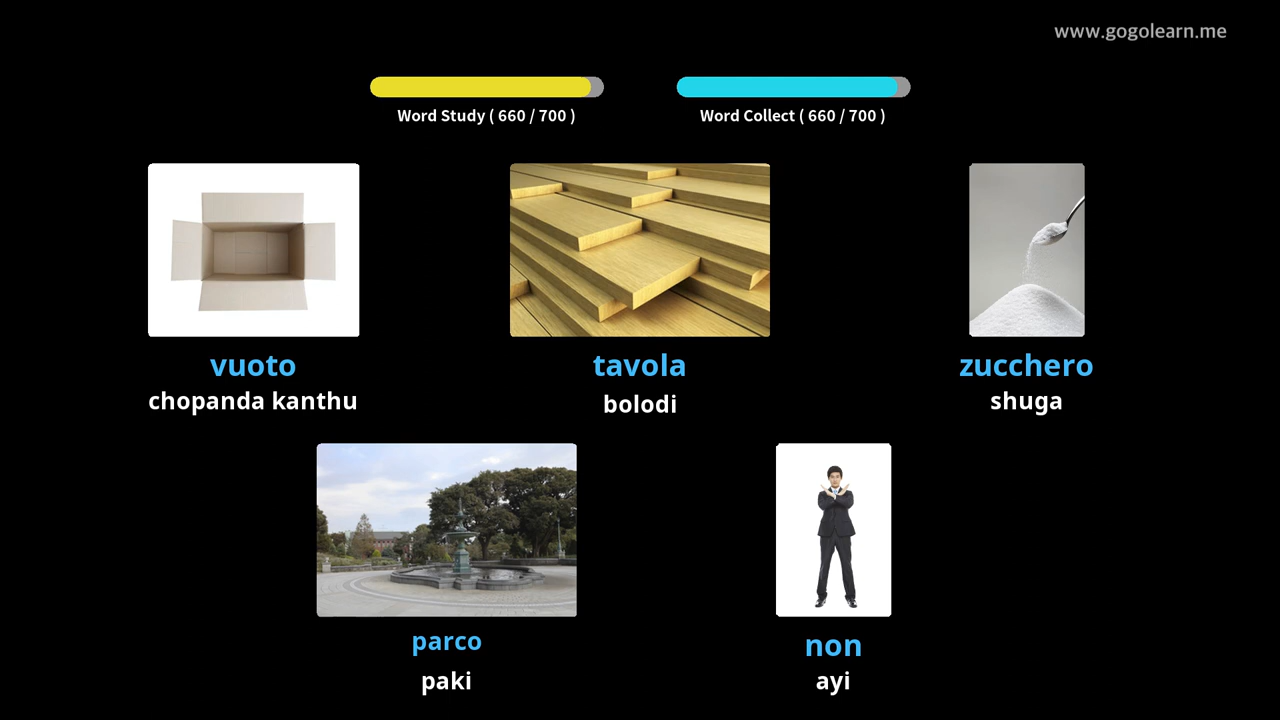 www.gogolearn.me
Word Study ( 660 / 700 )
Word Collect ( 660 / 700 )
vuoto
chopanda kanthu
tavola
bolodi
zucchero
shuga
parco
paki
non
ayi